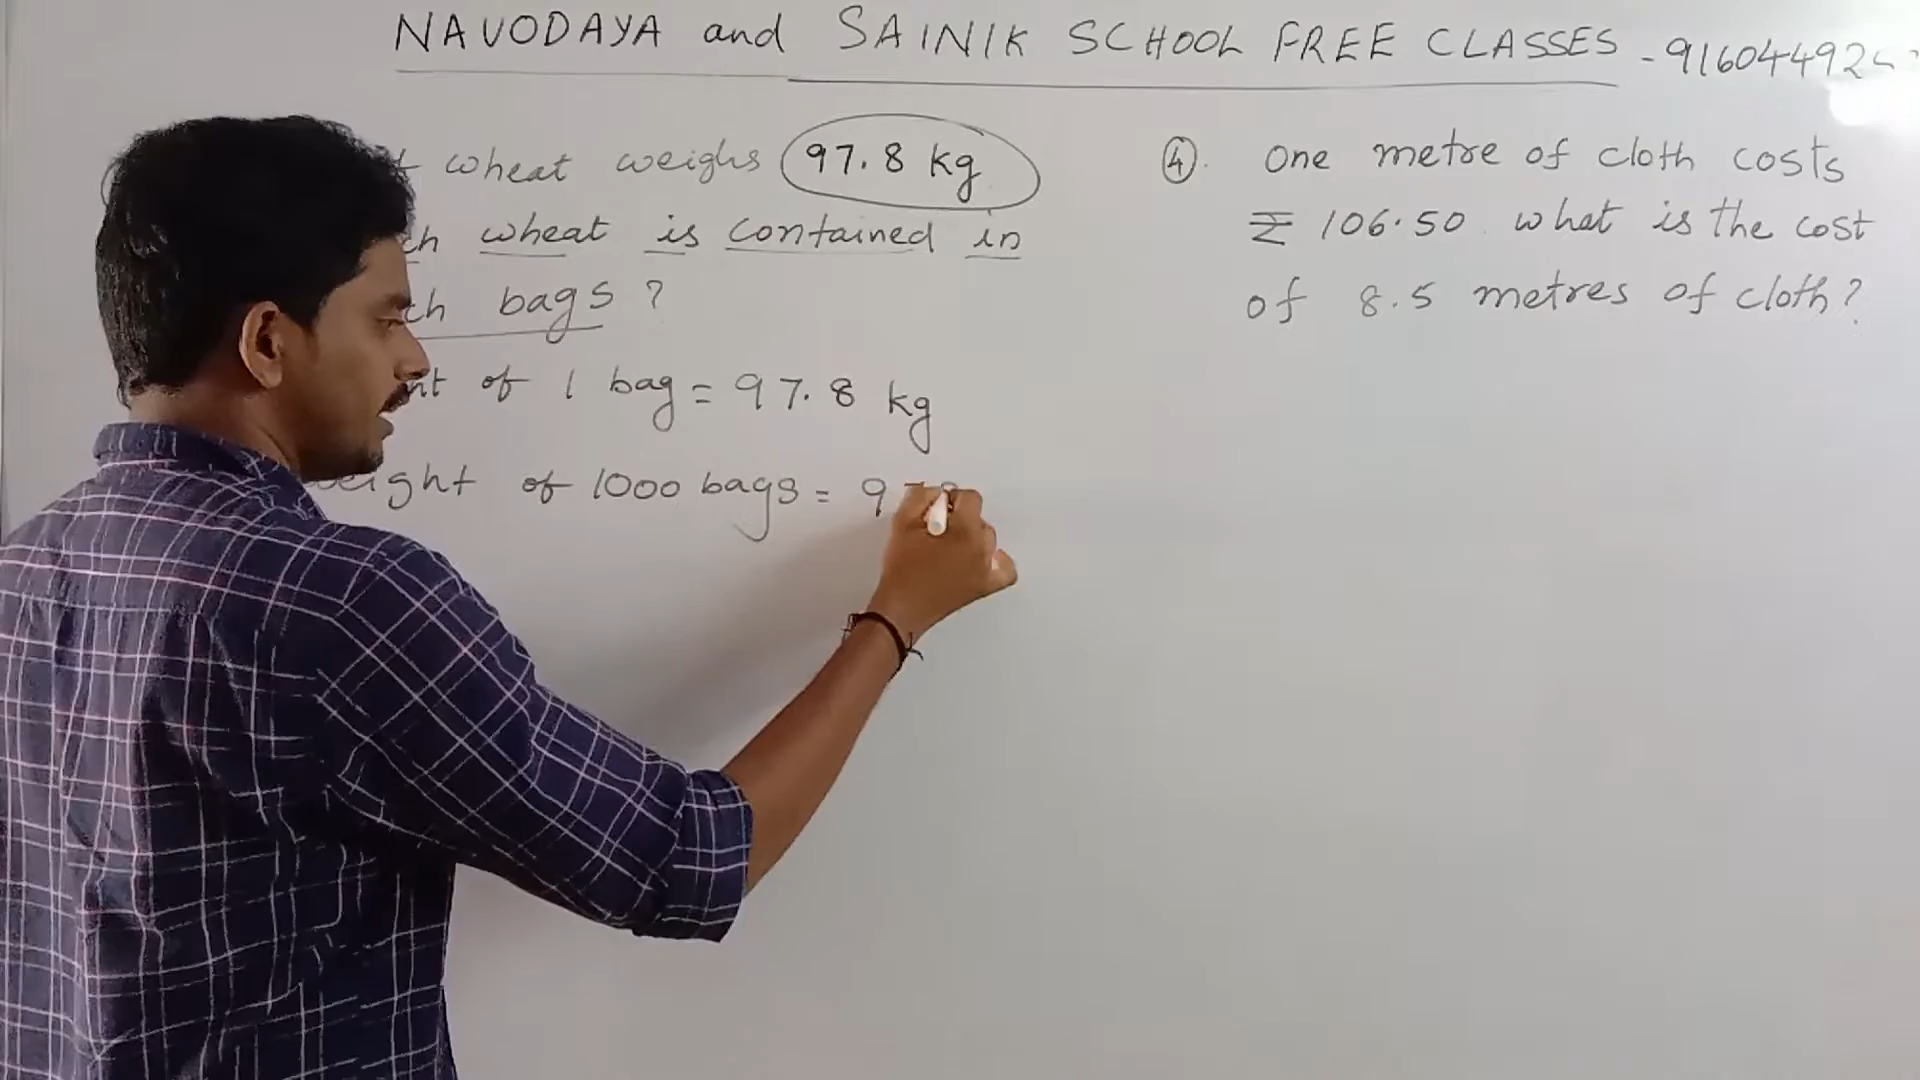 NAVODAYA and SAINIK SCHOOL FREE CLASSES - 91604492
wheat weighs 97.8 kg
wheat is contained in
bags ?
of 1 bag = 97.8 kg
of 1000 bags = 9
④. One metre of cloth costs
₹ 106.50 what is the cost
of 8.5 metres of cloth?